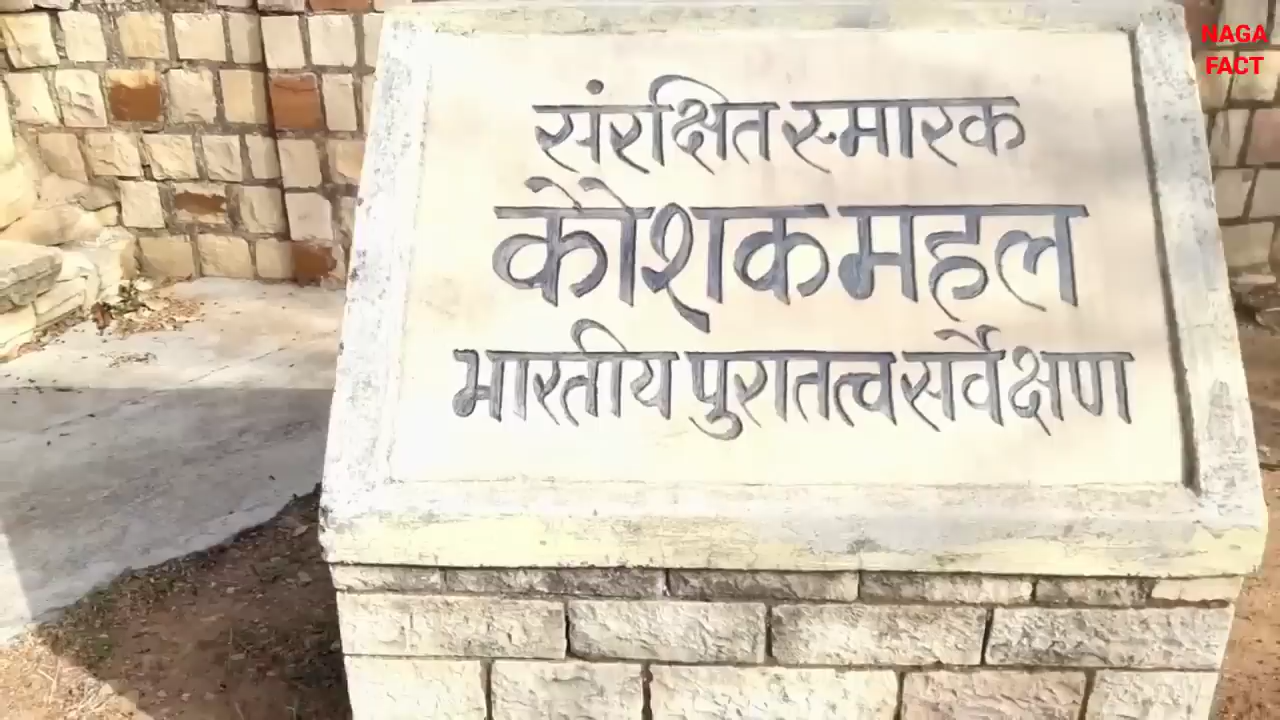 संरक्षित स्मारक
कौशक महल
भारतीय पुरातत्व सर्वेक्षण
NAGA
FACT